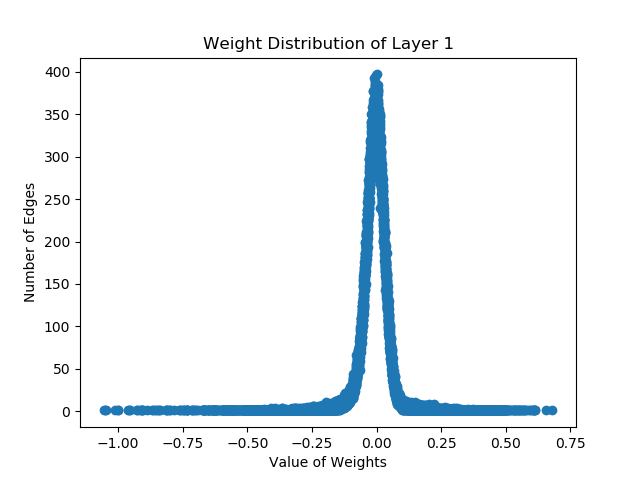 Weight Distribution of Layer 1
Number of Edges
400
350
300
250
200
150
100
50
0
−1.00 −0.75 −0.50 −0.25 0.00 0.25 0.50 0.75
Value of Weights